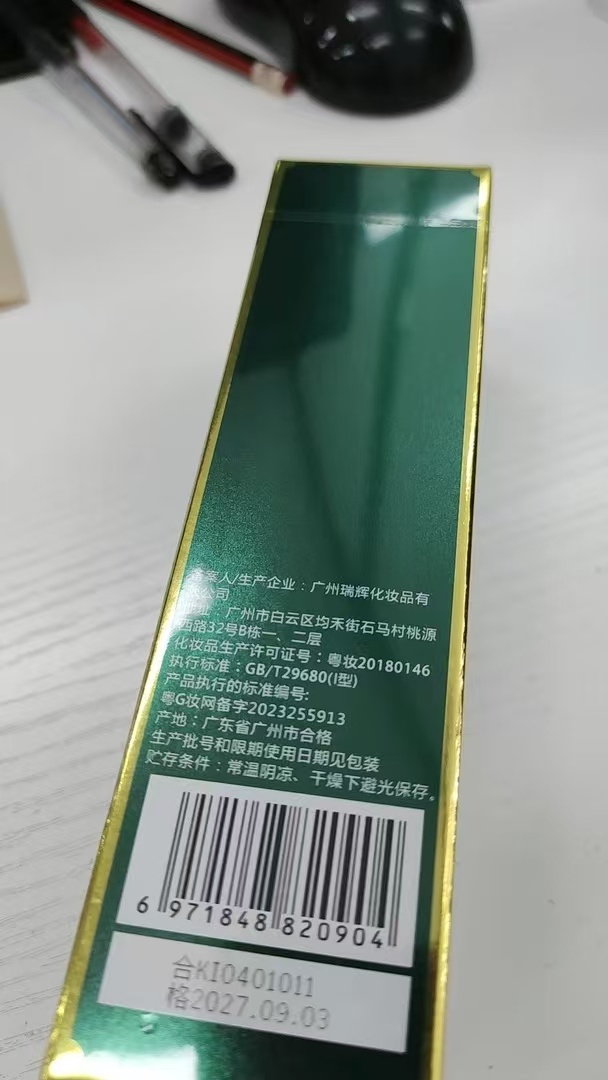 案人/生产企业：广州瑞辉化妆品有
公司
址：广州市白云区均禾街石马村桃源
西路32号B栋一、二层
化妆品生产许可证号：粤妆20180146
执行标准：GB/T29680(I型)
产品执行的标准编号:
粤G妆网备字2023255913
产地：广东省广州市合格
生产批号和限期使用日期见包装
贮存条件：常温阴凉、干燥下避光保存。
6 971848 820904
合KI0401011
格2027.09.03